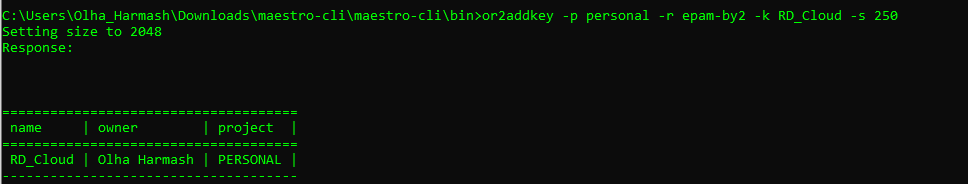 C:\Users\Olha_Harmash\Downloads\maestro-cli\maestro-cli\bin>or2addkey -p personal -r epam-by2 -k RD_Cloud -s 250
Setting size to 2048
Response:
=====================================
name | owner | project |
=====================================
RD_Cloud | Olha Harmash | PERSONAL |
-------------------------------------